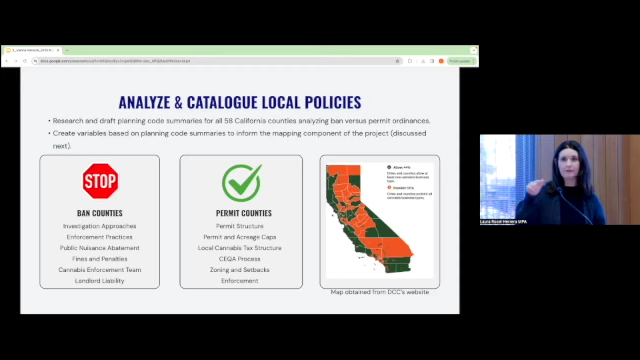 ANALYZE & CATALOGUE LOCAL POLICIES
Research and draft planning code summaries for all 58 California counties analyzing ban versus permit ordinances.
Create variables based on planning code summaries to inform the mapping component of the project (discussed
next).
STOP
BAN COUNTIES
Investigation Approaches
Enforcement Practices
Public Nuisance Abatement
Fines and Penalties
Cannabis Enforcement Team
Landlord Liability
PERMIT COUNTIES
Permit Structure
Permit and Acreage Caps
Local Cannabis Tax Structure
CEQA Process
Zoning and Setbacks
Enforcement
Map obtained from DCC's website